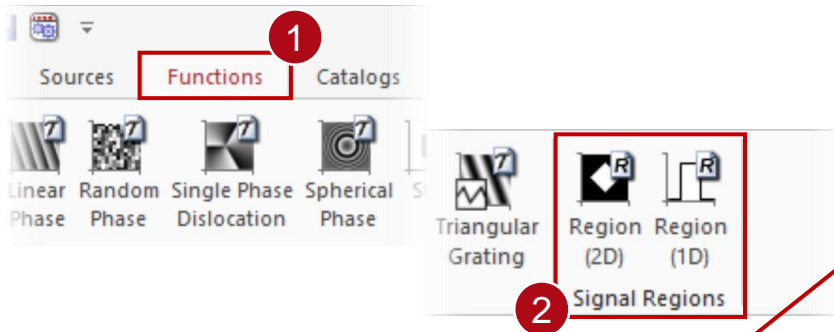 1
Sources Functions Catalogs
Linear Random Single Phase Spherical
Phase Phase Dislocation Phase
Triangular Region Region
Grating (2D) (1D)
2 Signal Regions